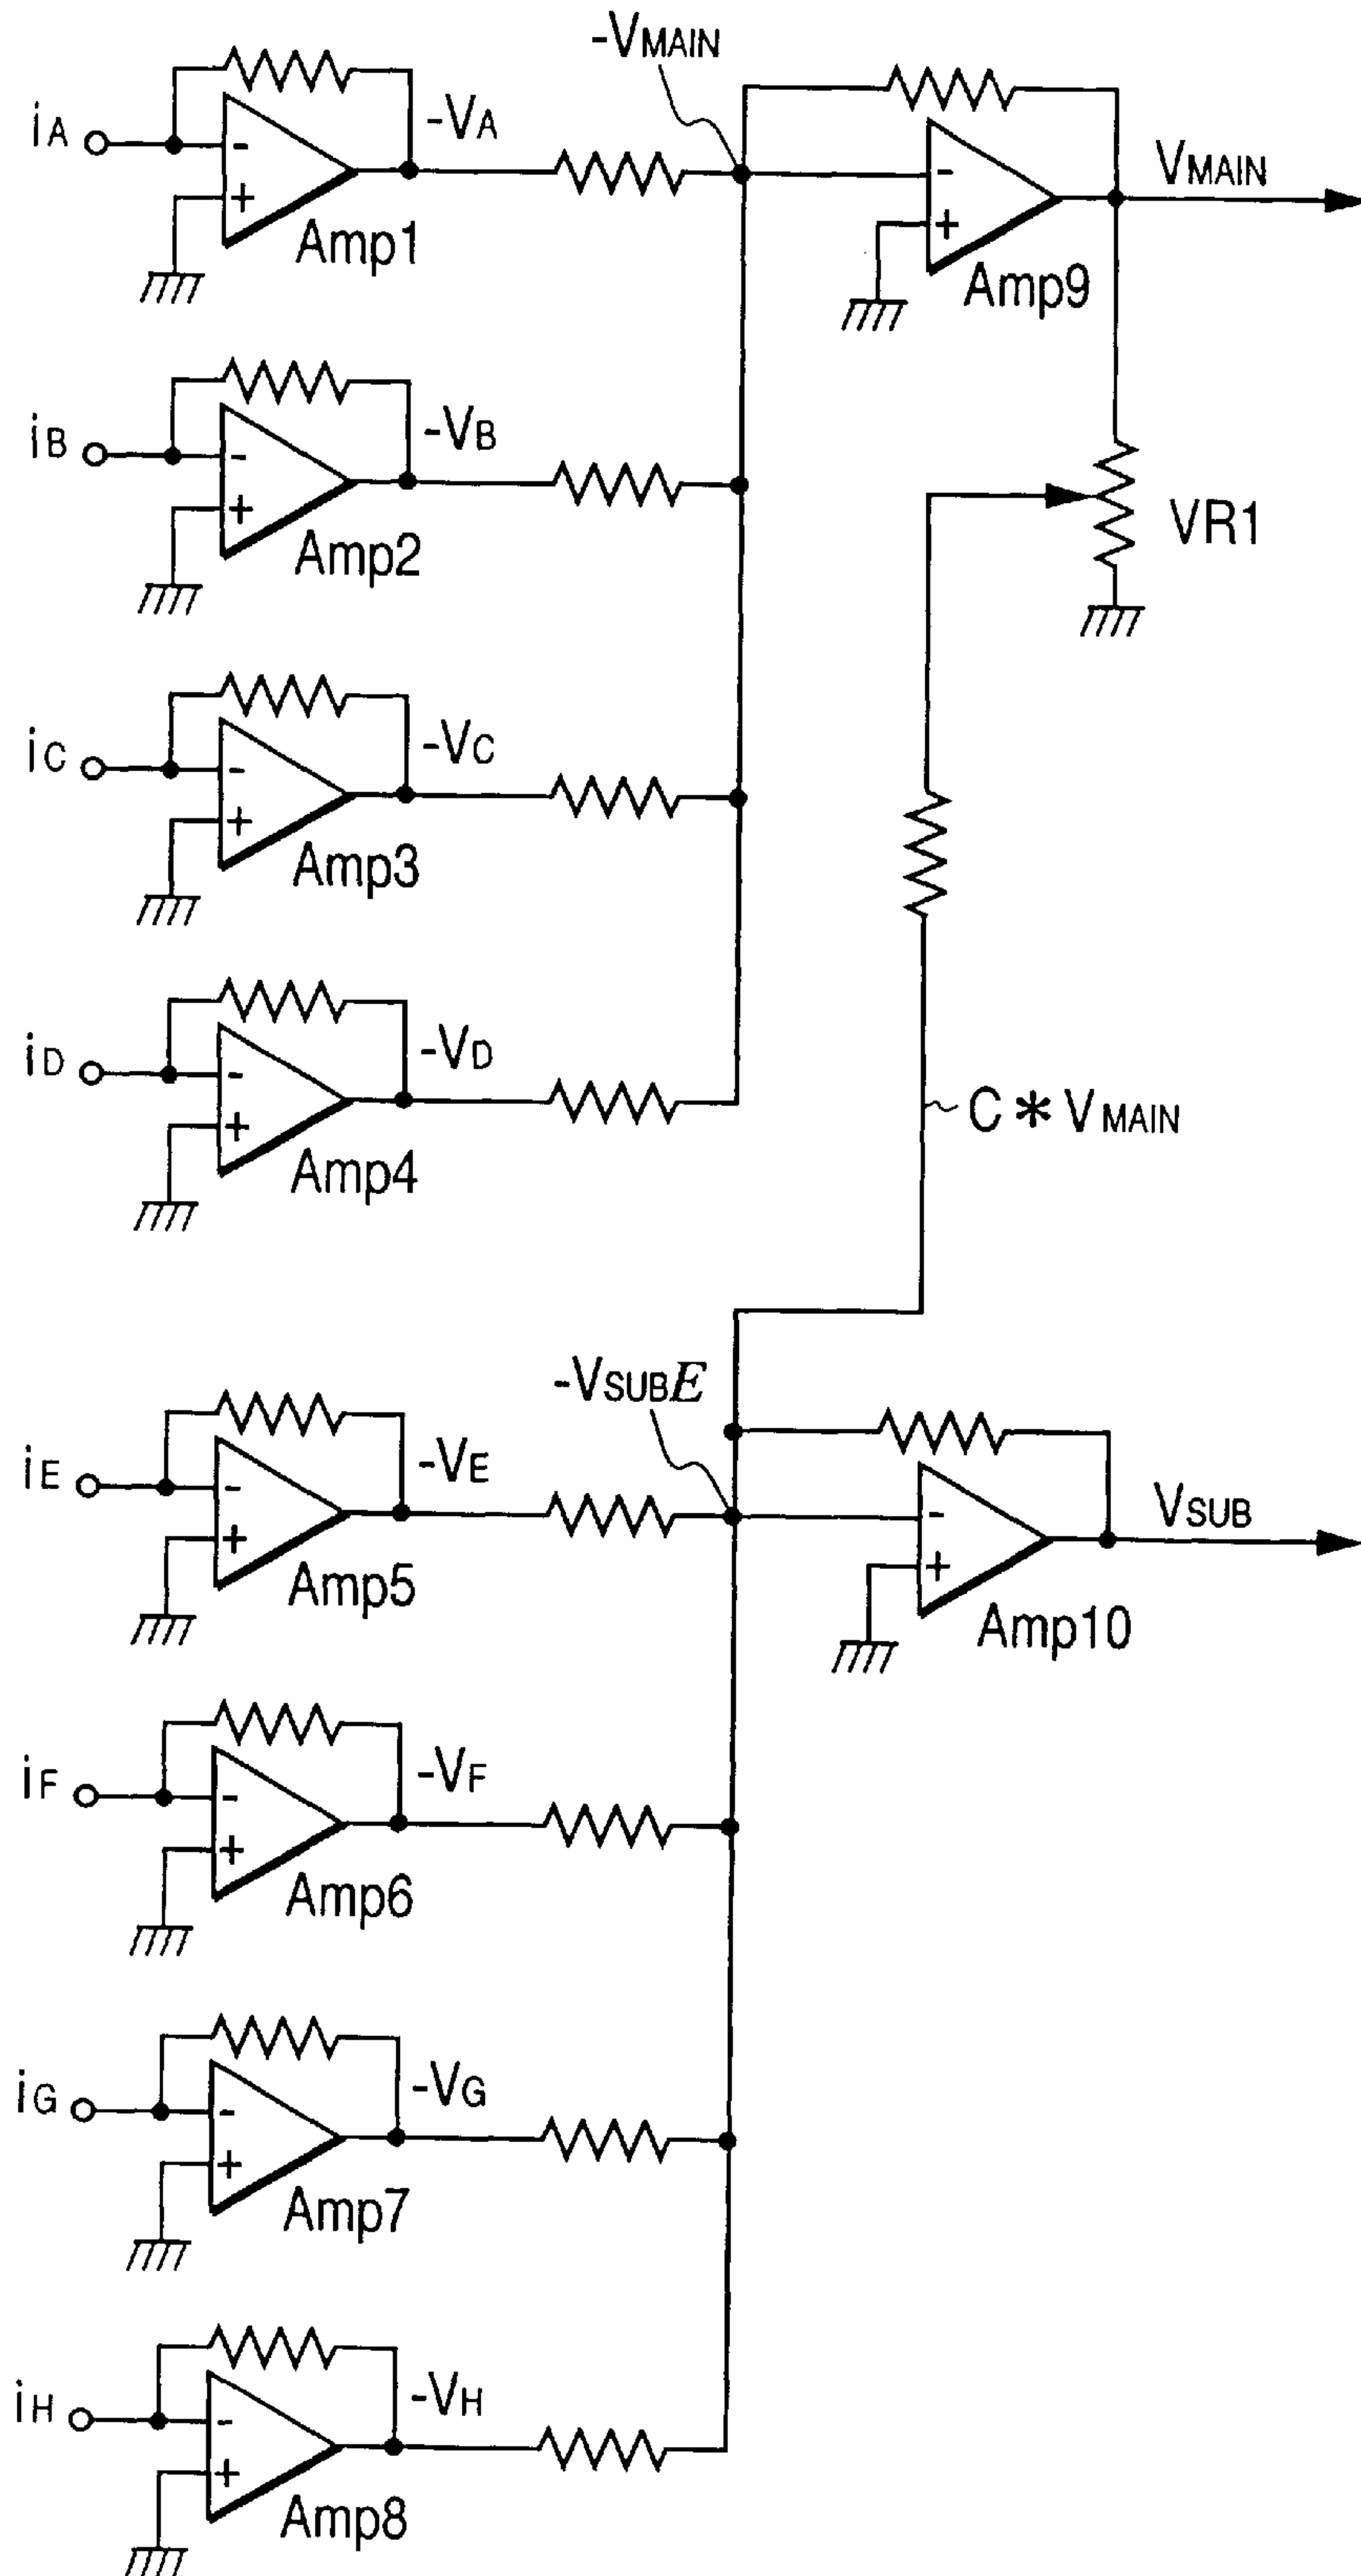 -VMAIN
iA
-
+
-VA
Amp1
-
+
VMAIN
Amp9
iB
-
+
-VB
Amp2
VR1
iC
-
+
-VC
Amp3
iD
-
+
-VD
Amp4
C * VMAIN
-VSUBE
iE
-
+
-VE
Amp5
-
+
VSUB
Amp10
iF
-
+
-VF
Amp6
iG
-
+
-VG
Amp7
iH
-
+
-VH
Amp8